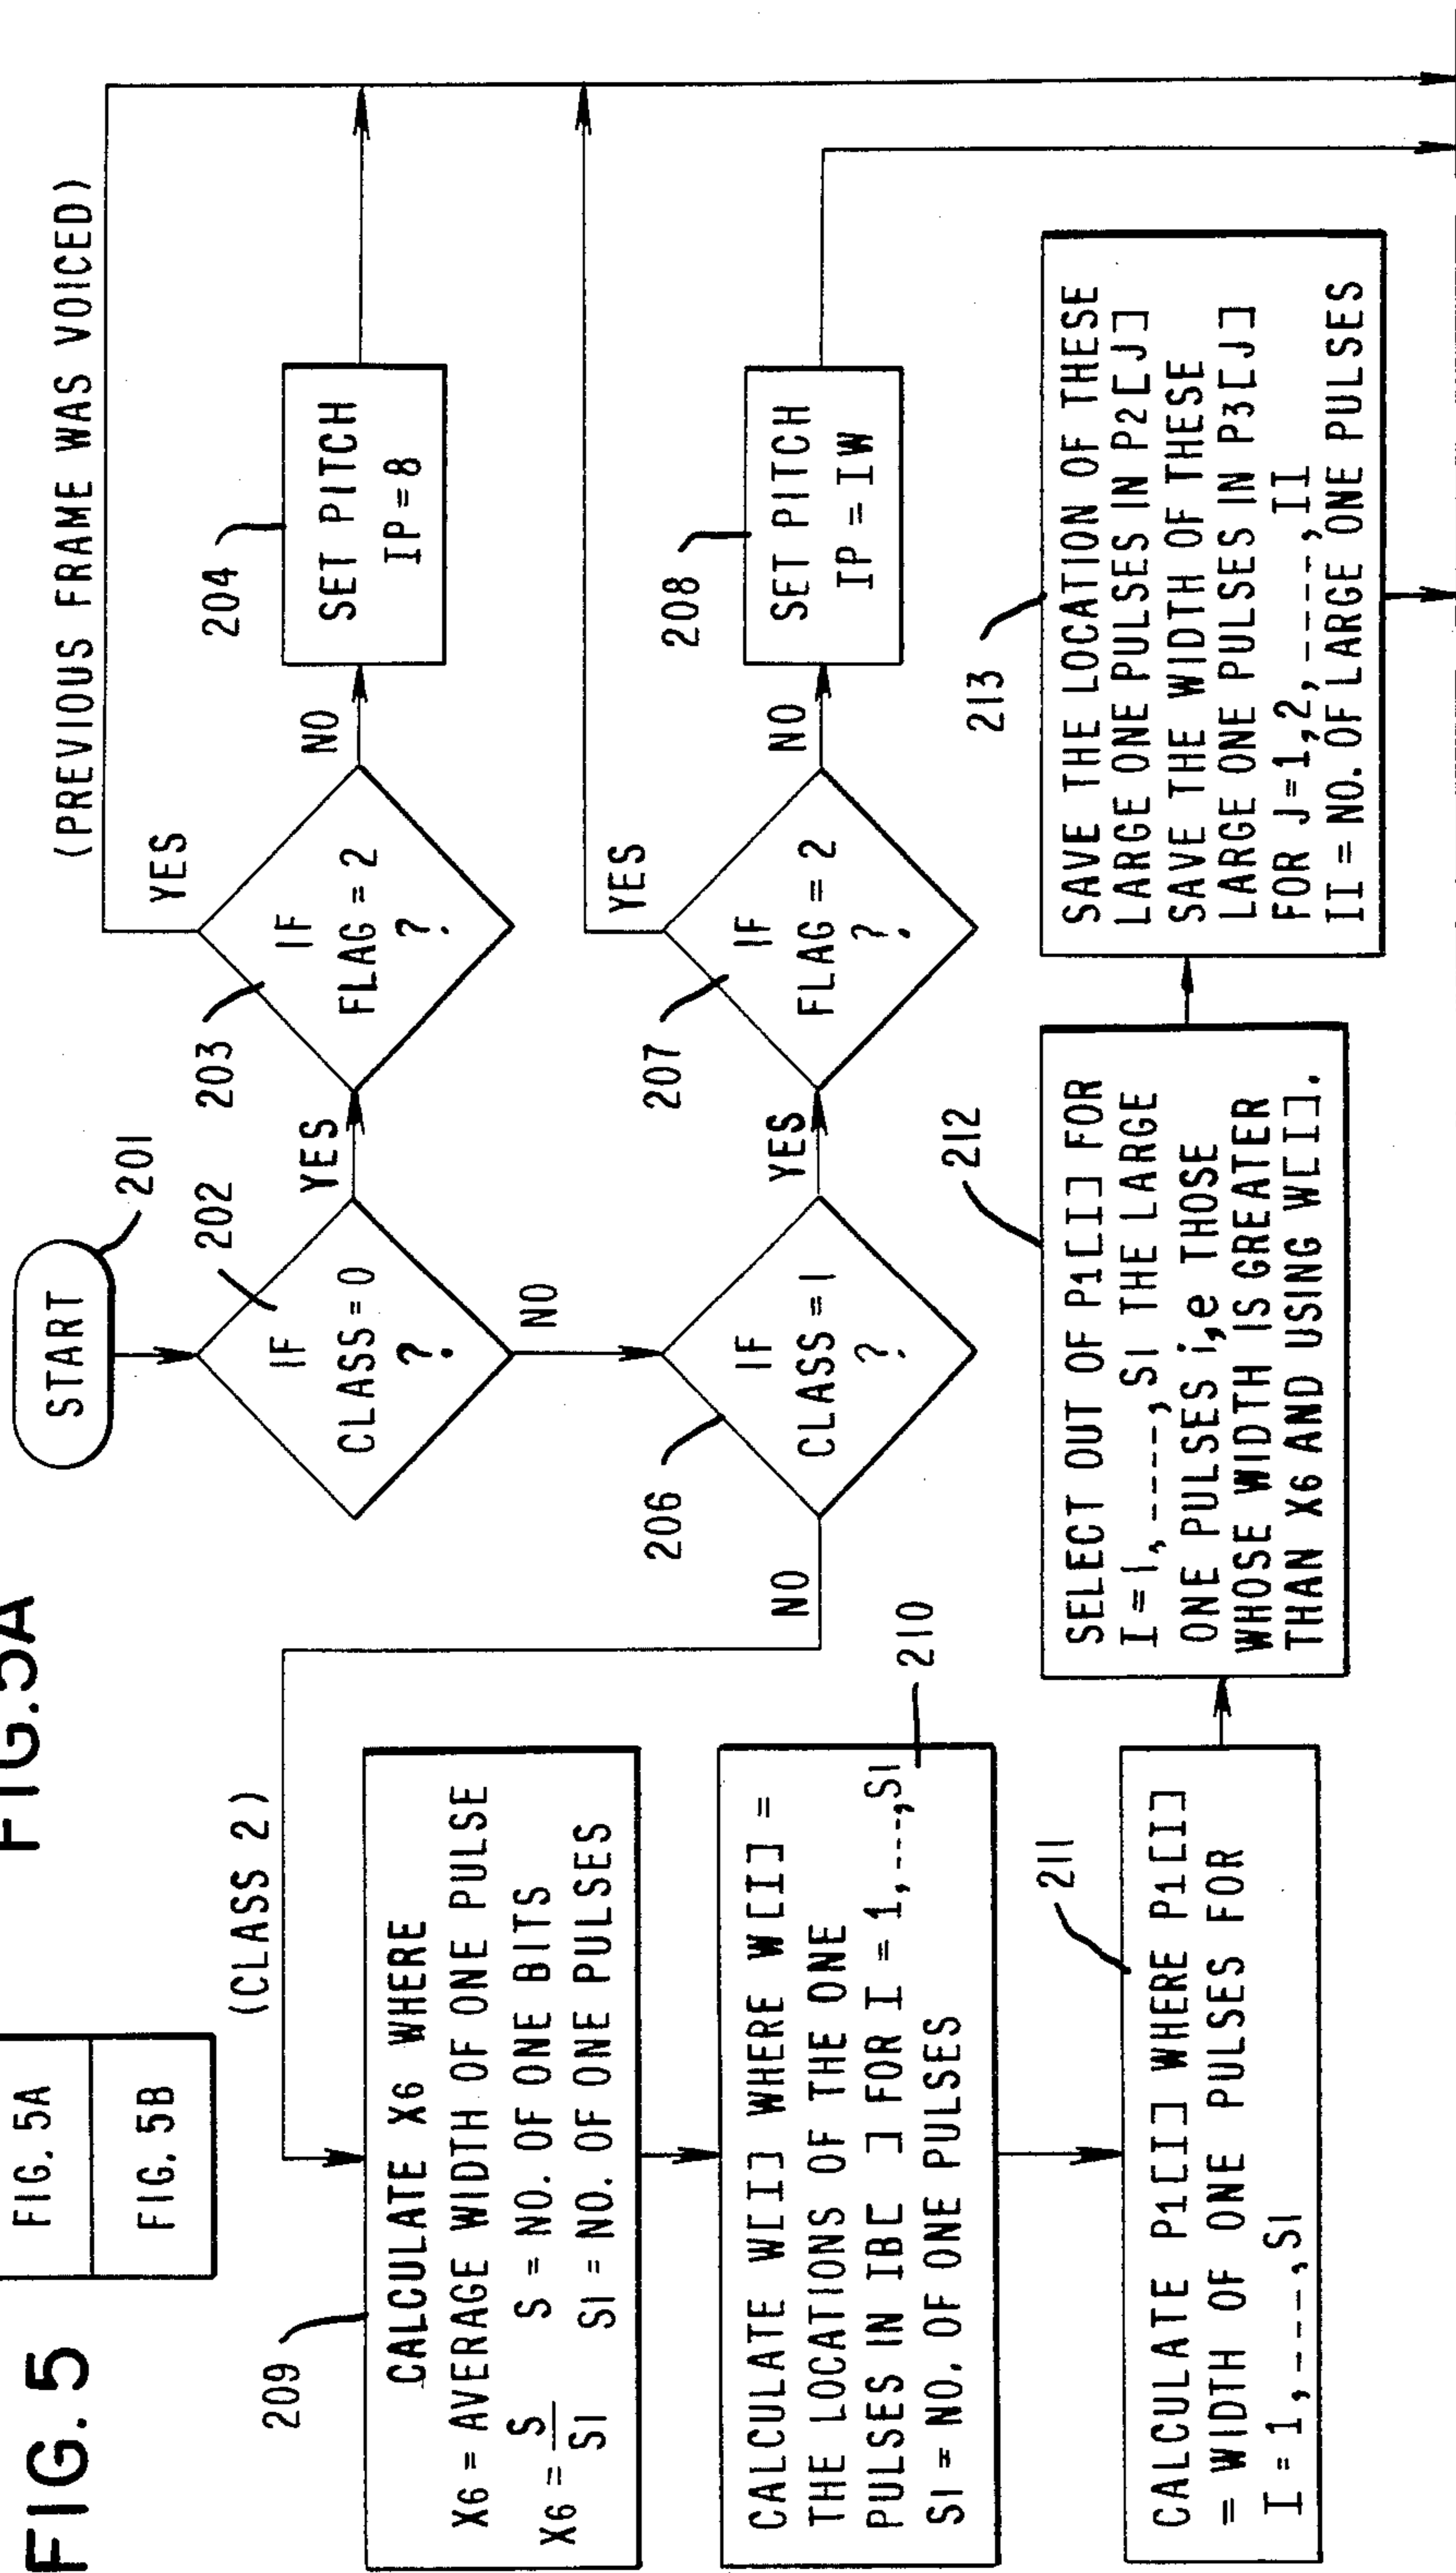 FIG. 5
FIG. 5A
FIG. 5B
FIG. 5A
START
201
202
IF
CLASS = 0
?
YES
NO
203
IF
FLAG = 2
?
YES
NO
(PREVIOUS FRAME WAS VOICED)
204
SET PITCH
IP = 8
206
IF
CLASS = 1
?
YES
NO
207
IF
FLAG = 2
?
YES
NO
208
SET PITCH
IP = IW
(CLASS 2)
209
CALCULATE X6 WHERE
X6 = AVERAGE WIDTH OF ONE PULSE
X6 = S/S1 S = NO. OF ONE BITS
S1 = NO. OF ONE PULSES
210
CALCULATE W[I] WHERE W[I] =
THE LOCATIONS OF THE ONE
PULSES IN IB[ ] FOR I = 1,---,S1
S1 = NO. OF ONE PULSES
211
CALCULATE P1[I] WHERE P1[I]
= WIDTH OF ONE PULSES FOR
I = 1,----,S1
212
SELECT OUT OF P1[I] FOR
I = 1,----,S1 THE LARGE
ONE PULSES i,e THOSE
WHOSE WIDTH IS GREATER
THAN X6 AND USING W[I].
213
SAVE THE LOCATION OF THESE
LARGE ONE PULSES IN P2[J]
SAVE THE WIDTH OF THESE
LARGE ONE PULSES IN P3[J]
FOR J=1,2,-----,II
II = NO. OF LARGE ONE PULSES